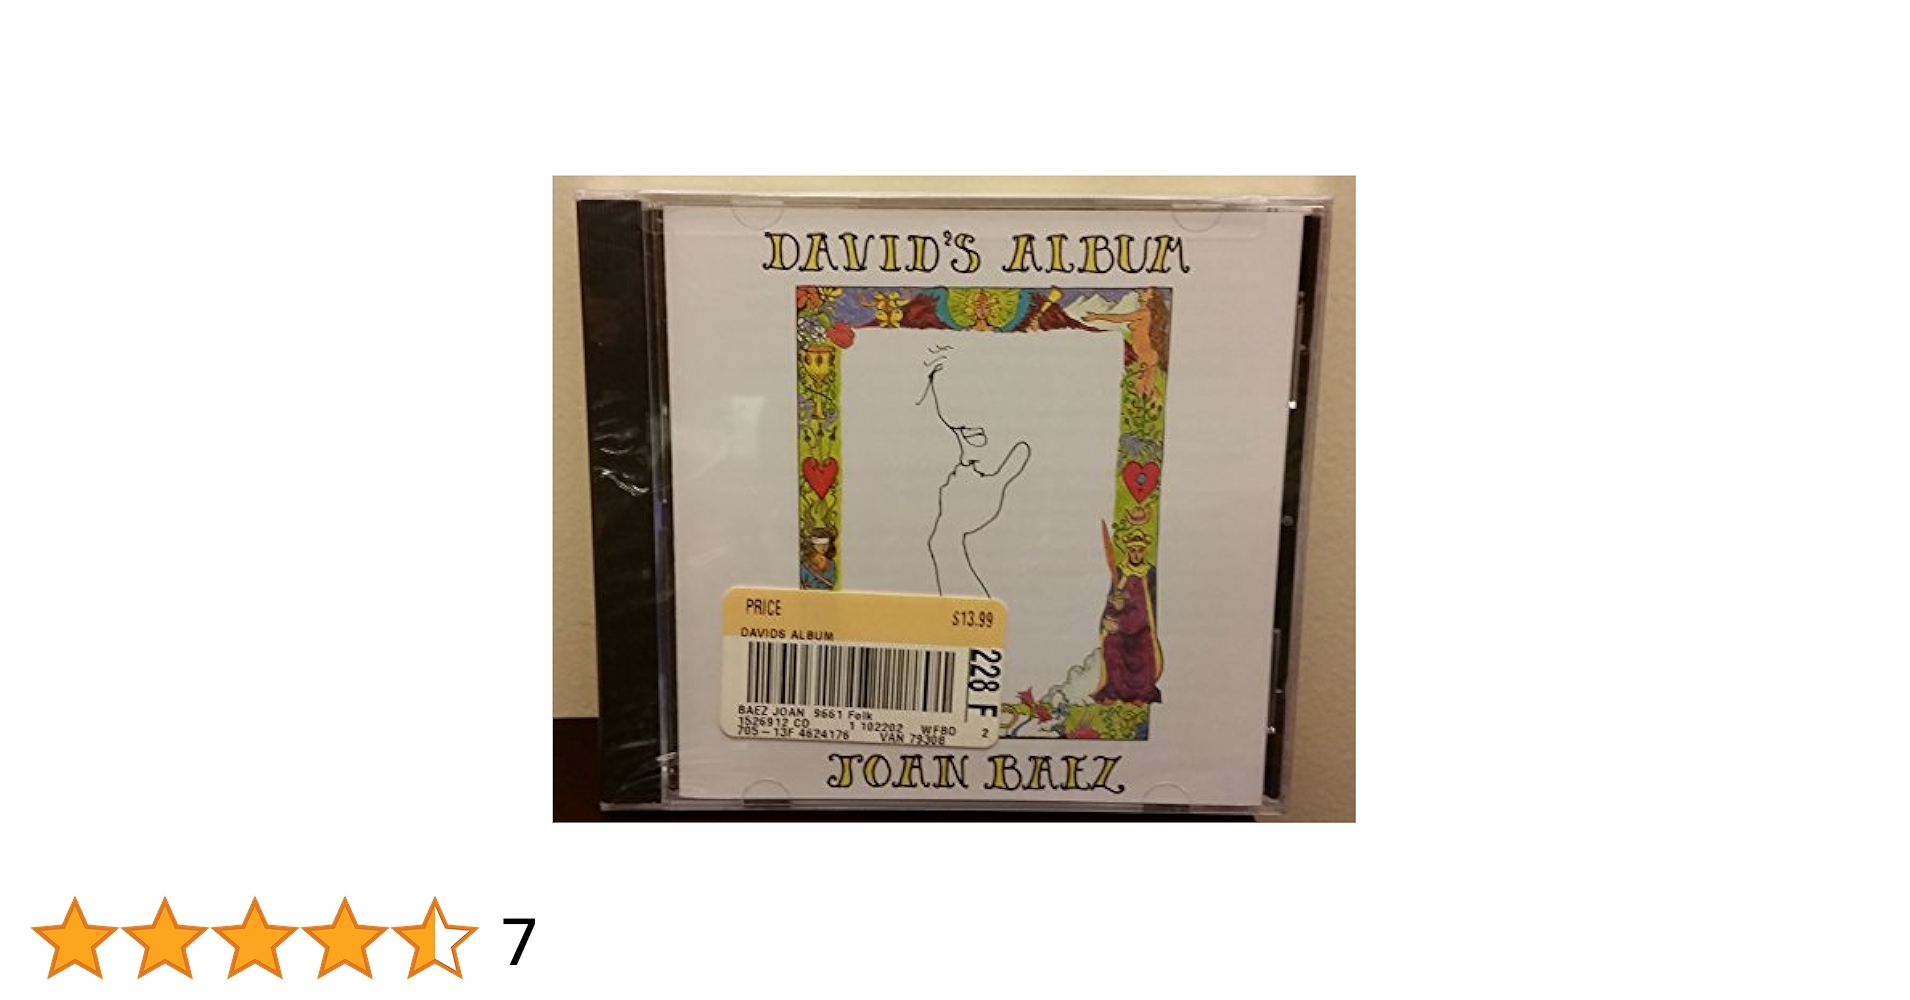 DAVID'S ALBUM
PRICE
$13.99
DAVIDS ALBUM
228 F
BAEZ JOAN 9661 Folk
1526912 CD 1 102202 WFBD 2
705-13F 4624176 VAN 79308
JOAN BAEZ
7